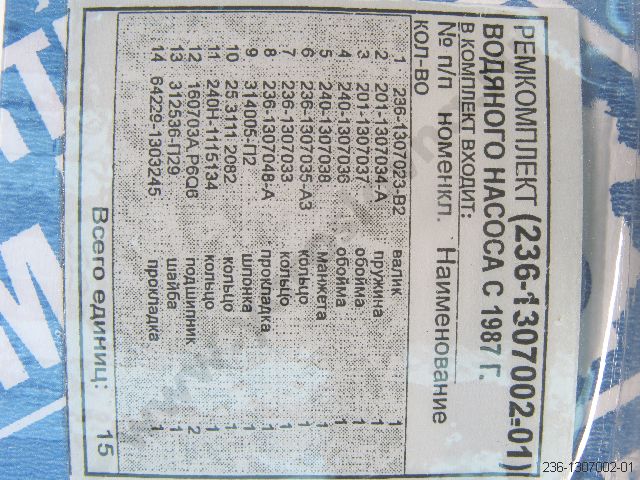 РЕМКОМПЛЕКТ (236-1307002-01)
ВОДЯНОГО НАСОСА С 1987 Г.
В КОМПЛЕКТ ВХОДИТ:
№ п/п номенкл. Наименование
КОЛ-ВО
1 236-1307023-В2 валик 1
2 201-1307034-А пружина 1
3 201-1307037 обойма 1
4 240-1307036 обойма 1
5 240-1307038 манжета 1
6 236-1307035-А3 кольцо 1
7 236-1307033 кольцо 1
8 236-1307048-А прокладка 1
9 314005-П2 шпонка 1
10 25 3111 2082 кольцо 1
11 240Н-1115134 кольцо 1
12 160703А Р6Q6 подшипник 2
13 312536-П29 шайба 1
14 64229-1303245 прокладка 1
Всего единиц: 15
236-1307002-01